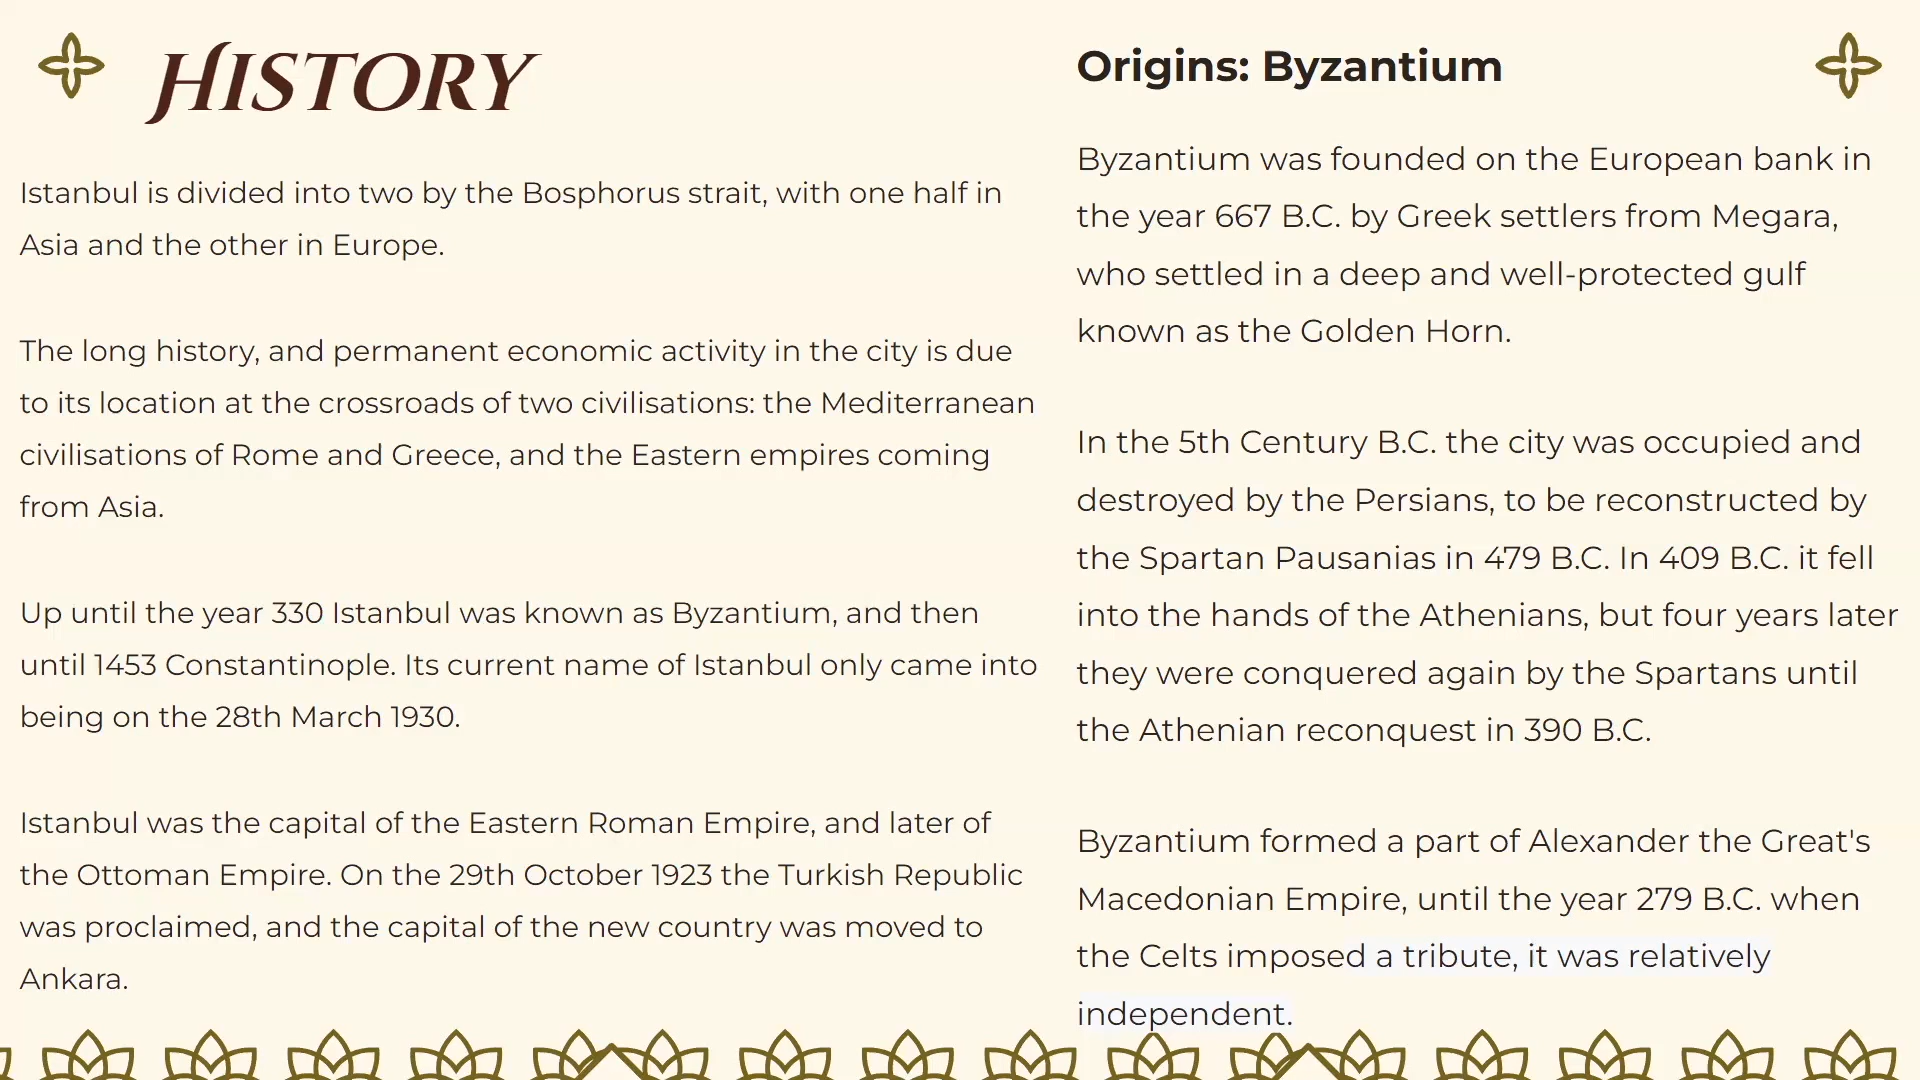 HISTORY
Istanbul is divided into two by the Bosphorus strait, with one half in
Asia and the other in Europe.
The long history, and permanent economic activity in the city is due
to its location at the crossroads of two civilisations: the Mediterranean
civilisations of Rome and Greece, and the Eastern empires coming
from Asia.
Up until the year 330 Istanbul was known as Byzantium, and then
until 1453 Constantinople. Its current name of Istanbul only came into
being on the 28th March 1930.
Istanbul was the capital of the Eastern Roman Empire, and later of
the Ottoman Empire. On the 29th October 1923 the Turkish Republic
was proclaimed, and the capital of the new country was moved to
Ankara.
Origins: Byzantium
Byzantium was founded on the European bank in
the year 667 B.C. by Greek settlers from Megara,
who settled in a deep and well-protected gulf
known as the Golden Horn.
In the 5th Century B.C. the city was occupied and
destroyed by the Persians, to be reconstructed by
the Spartan Pausanias in 479 B.C. In 409 B.C. it fell
into the hands of the Athenians, but four years later
they were conquered again by the Spartans until
the Athenian reconquest in 390 B.C.
Byzantium formed a part of Alexander the Great's
Macedonian Empire, until the year 279 B.C. when
the Celts imposed a tribute, it was relatively
independent.